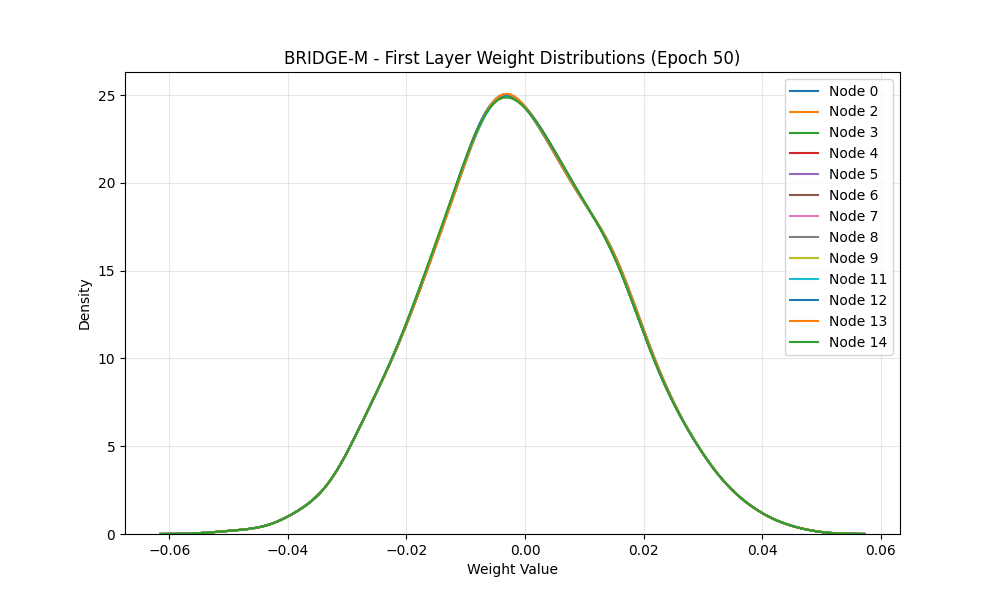 BRIDGE-M - First Layer Weight Distributions (Epoch 50)
25
20
15
10
5
0
Density
−0.06
−0.04
−0.02
0.00
0.02
0.04
0.06
Weight Value
Node 0
Node 2
Node 3
Node 4
Node 5
Node 6
Node 7
Node 8
Node 9
Node 11
Node 12
Node 13
Node 14